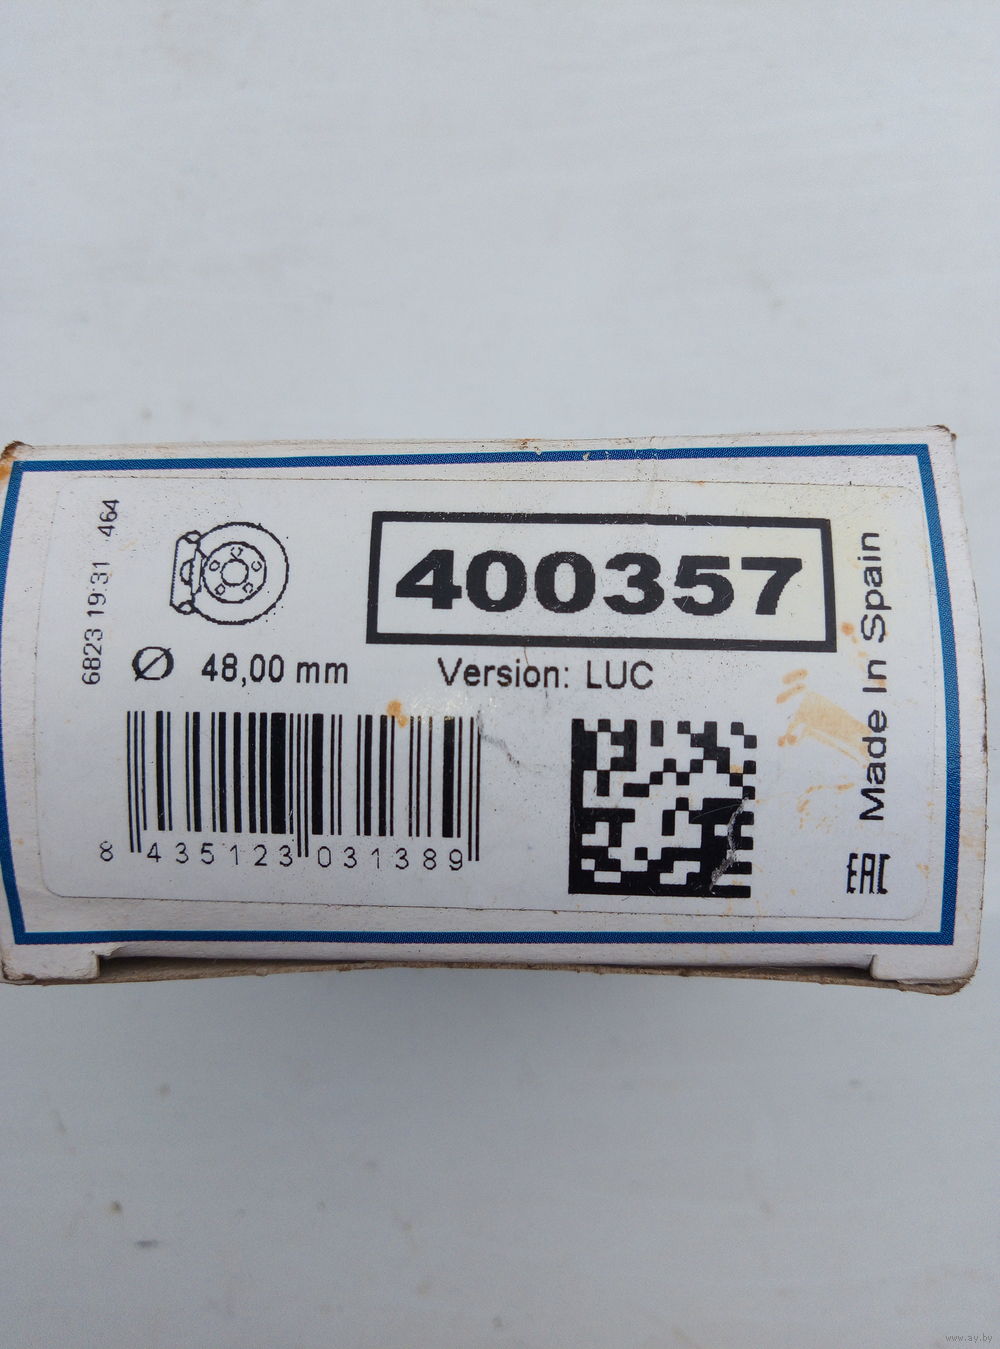 6823 19:31 464
400357
Ø 48,00 mm
Version: LUC
8 435123 031389
Made In Spain
EAC
www.ay.by